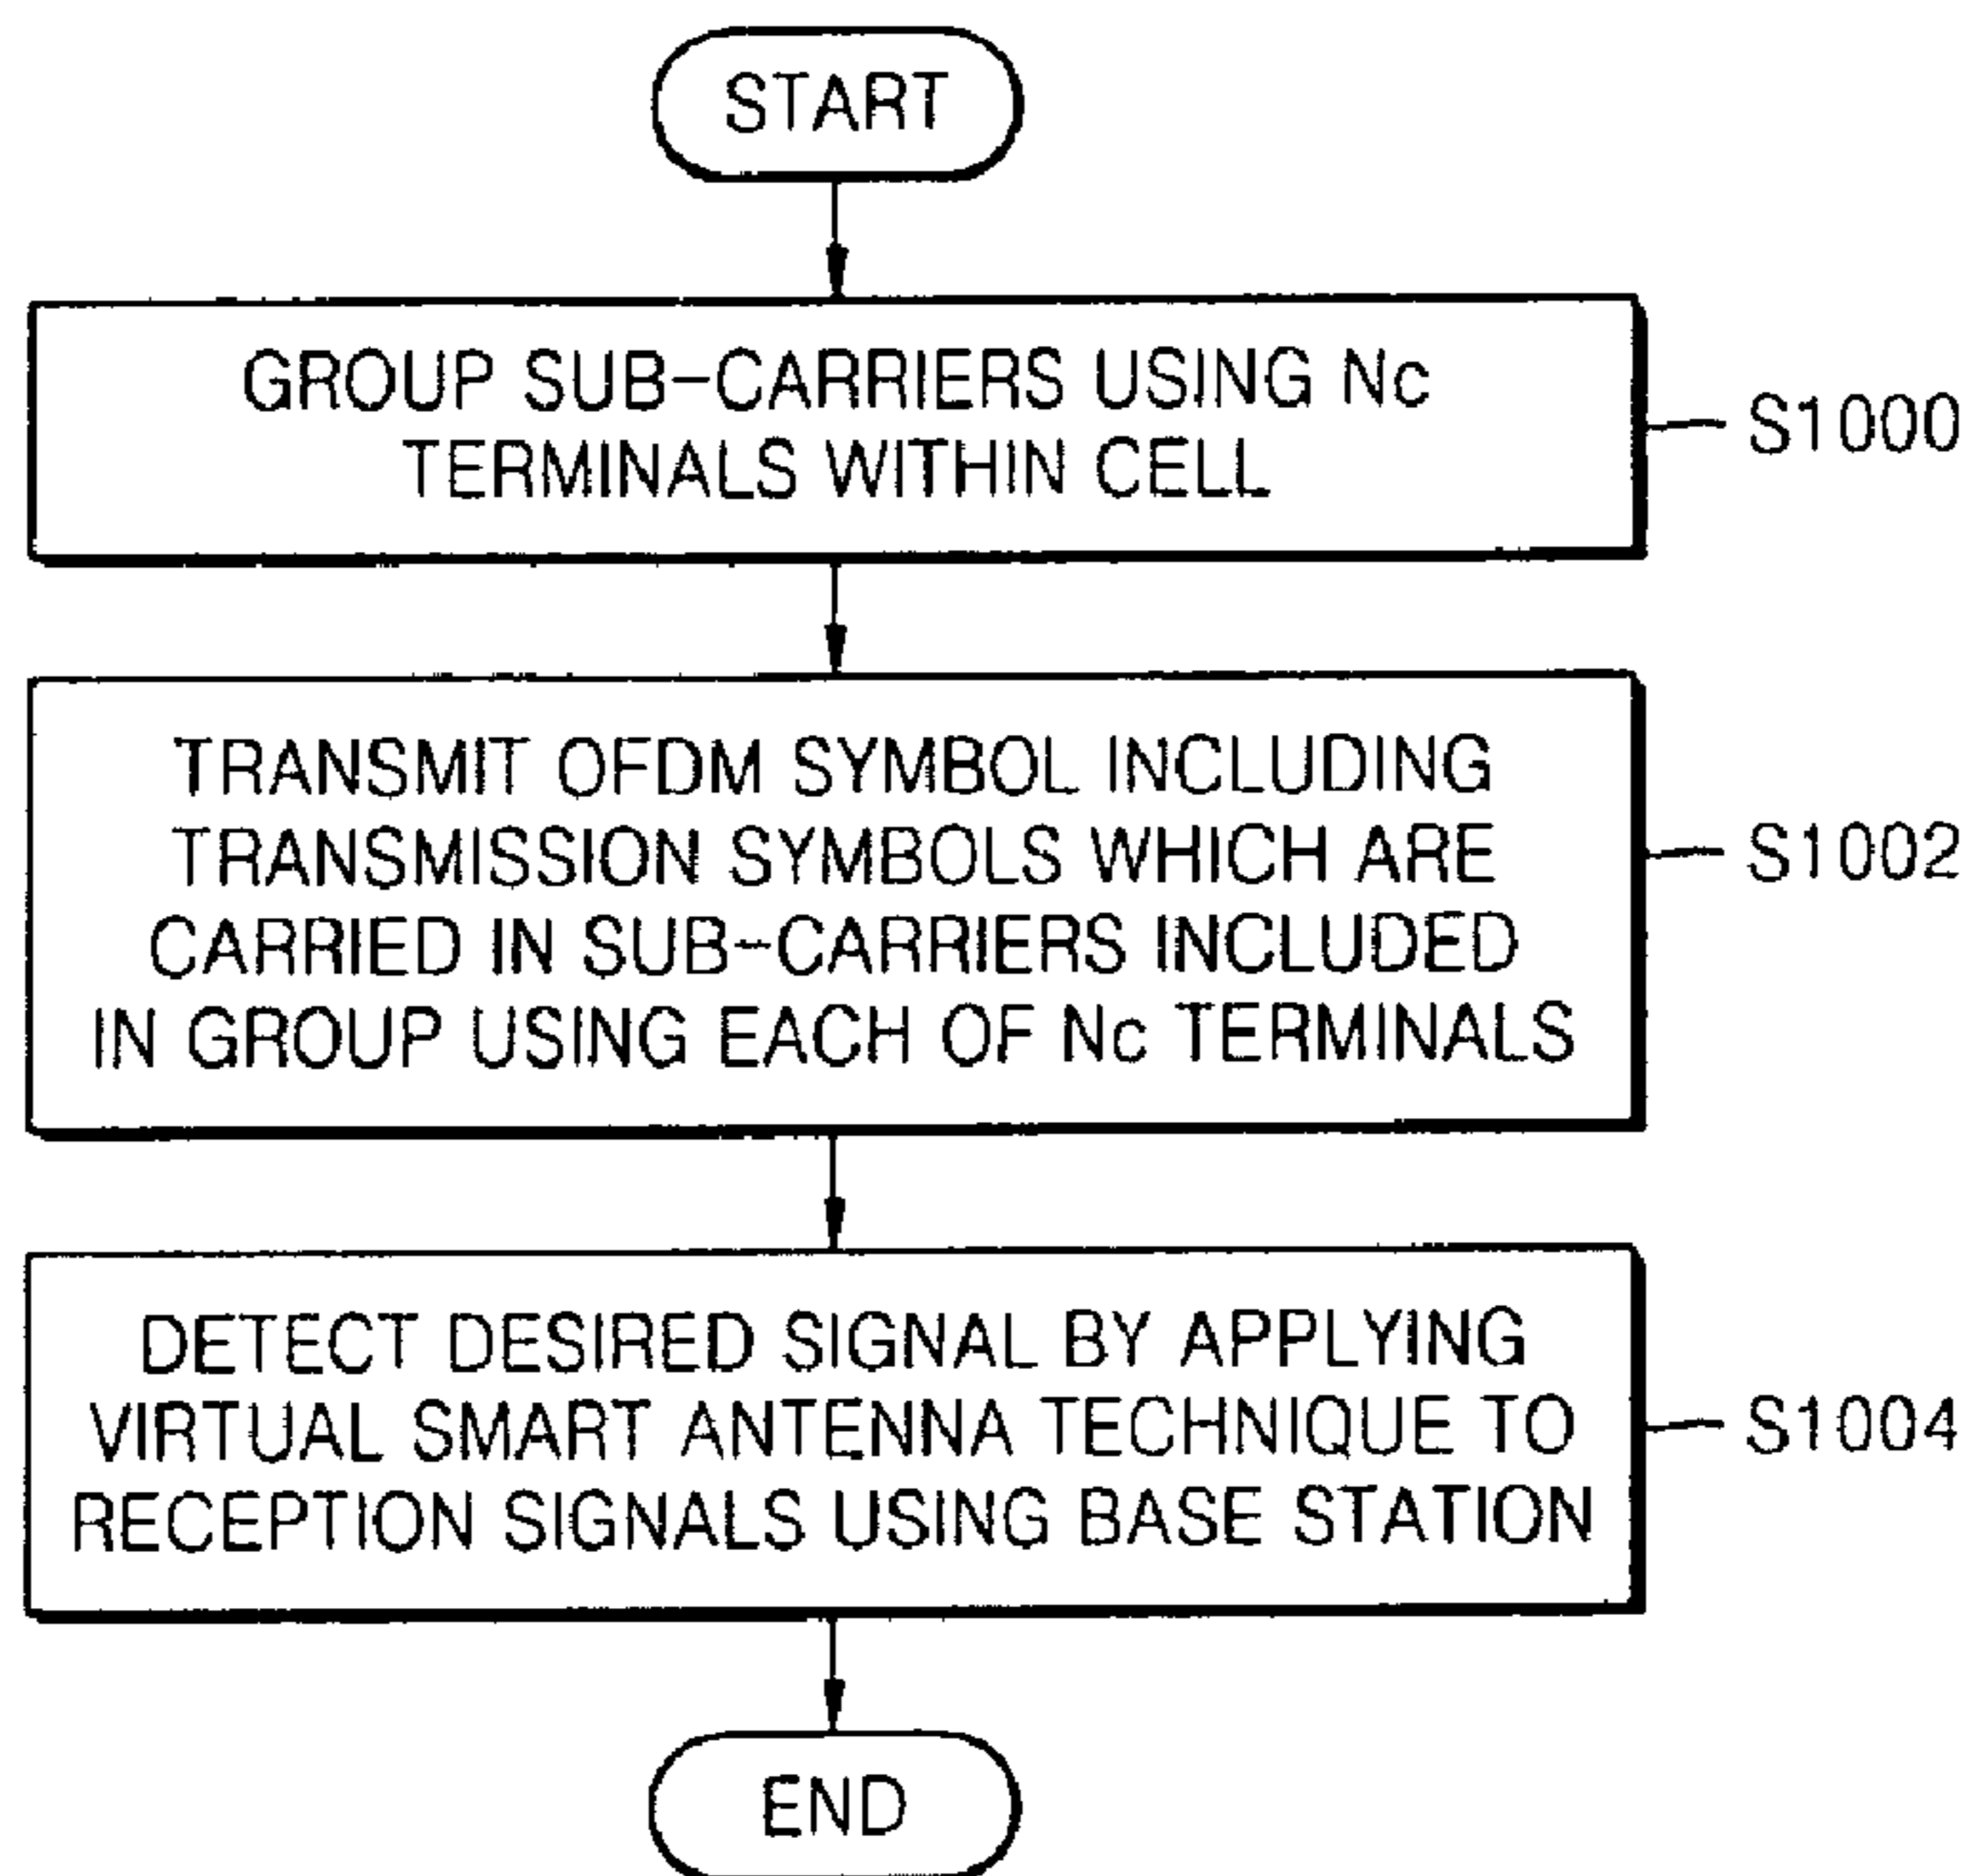 START
GROUP SUB-CARRIERS USING Nc
TERMINALS WITHIN CELL
S1000
TRANSMIT OFDM SYMBOL INCLUDING
TRANSMISSION SYMBOLS WHICH ARE
CARRIED IN SUB-CARRIERS INCLUDED
IN GROUP USING EACH OF Nc TERMINALS
S1002
DETECT DESIRED SIGNAL BY APPLYING
VIRTUAL SMART ANTENNA TECHNIQUE TO
RECEPTION SIGNALS USING BASE STATION
S1004
END